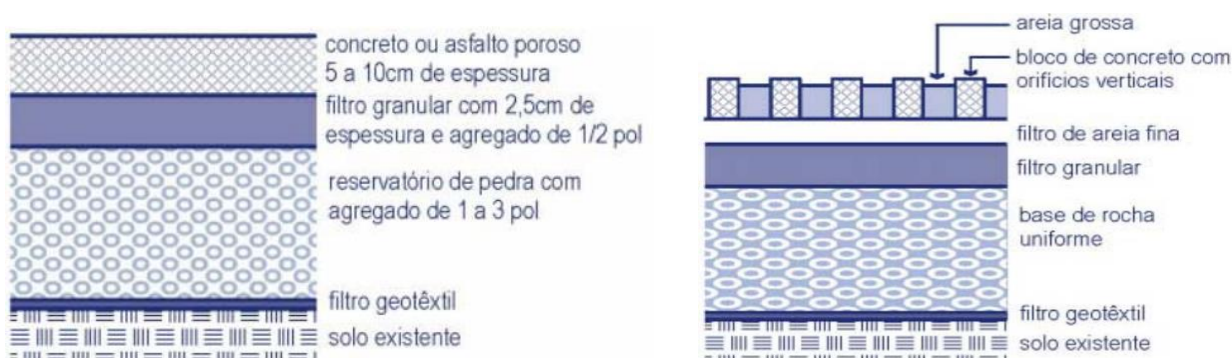 concreto ou asfalto poroso
5 a 10cm de espessura
filtro granular com 2,5cm de
espessura e agregado de 1/2 pol
reservatório de pedra com
agregado de 1 a 3 pol
filtro geotêxtil
solo existente
areia grossa
bloco de concreto com
orifícios verticais
filtro de areia fina
filtro granular
base de rocha
uniforme
filtro geotêxtil
solo existente